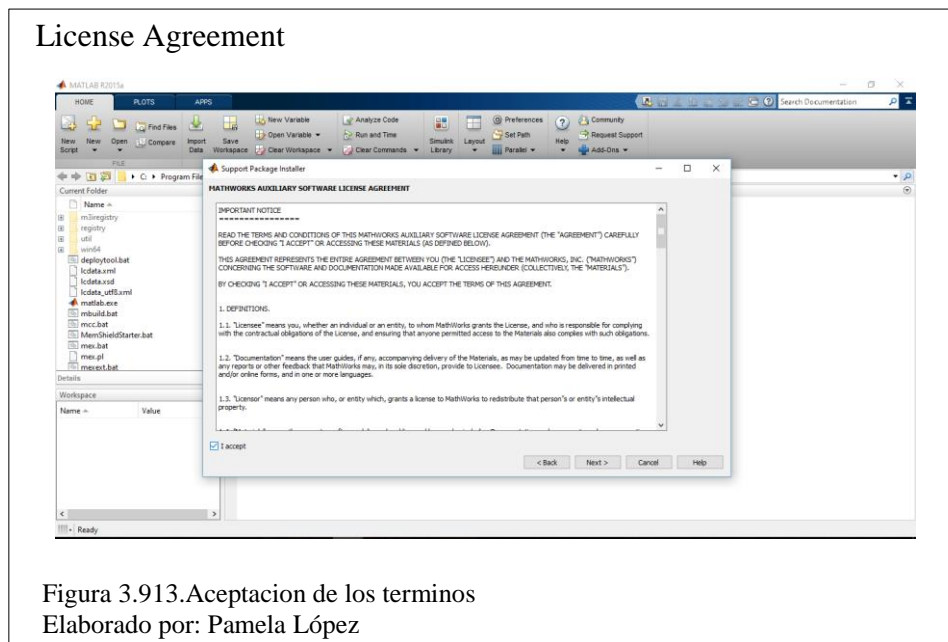 License Agreement
MATLAB R2015a
HOME PLOTS APPS
Search Documentation
New Script
New
Open
Find Files
Compare
Import Data
Save Workspace
New Variable
Open Variable
Clear Workspace
Analyze Code
Run and Time
Clear Commands
Simulink Library
Layout
Preferences
Set Path
Parallel
Help
Community
Request Support
Add-Ons
FILE
C: Program File
Current Folder
Name
m3iregistry
registry
util
win64
deploytool.bat
lcdata.xml
lcdata.xsd
lcdata_utf8.xml
matlab.exe
mbuild.bat
mcc.bat
MemShieldStarter.bat
mex.bat
mex.pl
mexext.bat
Details
Workspace
Name Value
Support Package Installer
MATHWORKS AUXILIARY SOFTWARE LICENSE AGREEMENT
IMPORTANT NOTICE
================
READ THE TERMS AND CONDITIONS OF THIS MATHWORKS AUXILIARY SOFTWARE LICENSE AGREEMENT (THE "AGREEMENT") CAREFULLY
BEFORE CHECKING "I ACCEPT" OR ACCESSING THESE MATERIALS (AS DEFINED BELOW).
THIS AGREEMENT REPRESENTS THE ENTIRE AGREEMENT BETWEEN YOU (THE "LICENSEE") AND THE MATHWORKS, INC. ("MATHWORKS")
CONCERNING THE SOFTWARE AND DOCUMENTATION MADE AVAILABLE FOR ACCESS HEREUNDER (COLLECTIVELY, THE "MATERIALS").
BY CHECKING "I ACCEPT" OR ACCESSING THESE MATERIALS, YOU ACCEPT THE TERMS OF THIS AGREEMENT.
1. DEFINITIONS.
1.1. "Licensee" means you, whether an individual or an entity, to whom MathWorks grants the License, and who is responsible for complying
with the contractual obligations of the License, and ensuring that anyone permitted access to the Materials also complies with such obligations.
1.2. "Documentation" means the user guides, if any, accompanying delivery of the Materials, as may be updated from time to time, as well as
any reports or other feedback that MathWorks may, in its sole discretion, provide to Licensee. Documentation may be delivered in printed
and/or online forms, and in one or more languages.
1.3. "Licensor" means any person who, or entity which, grants a license to MathWorks to redistribute that person"s or entity"s intellectual
property.
I accept
< Back Next > Cancel Help
Ready
Figura 3.913.Aceptacion de los terminos
Elaborado por: Pamela López